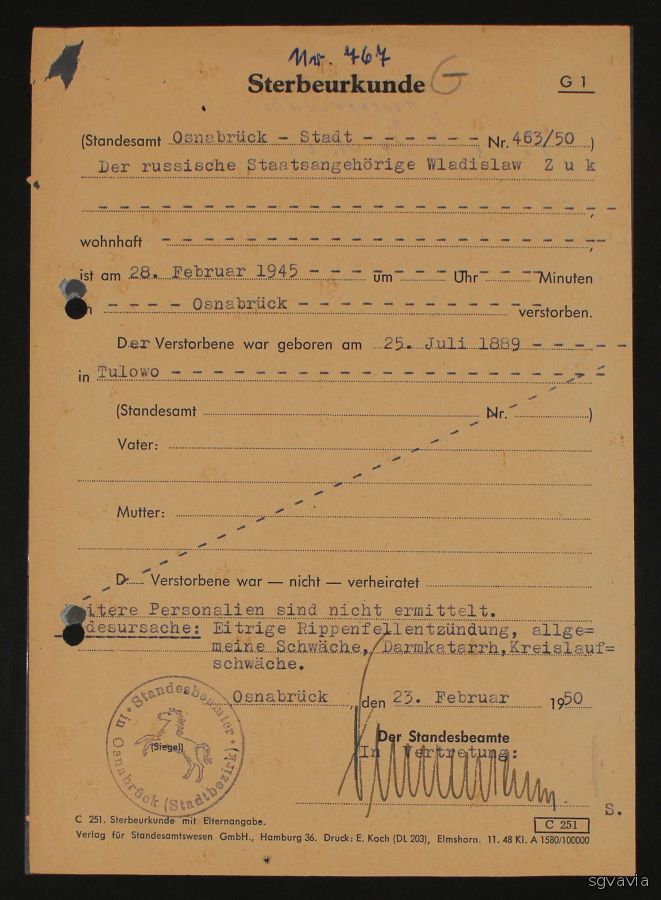 Nr. 767
Sterbeurkunde G
G 1
(Standesamt Osnabrück - Stadt - - - - - - - Nr. 463/50 )
Der russische Staatsangehörige Wladislaw Z u k
- - - - - - - - - - - - - - - - - - - - - - - - ,
wohnhaft - - - - - - - - - - - - - - - - - - - - ,
ist am 28. Februar 1945 - - - - um - - Uhr - - - Minuten
- - - - Osnabrück - - - - - - - - - - verstorben.
Der Verstorbene war geboren am 25. Juli 1889 - - - - -
in Tulowo - - - - - - - - - - - - - - - - - - - -
(Standesamt Nr. )
Vater:
Mutter:
D Verstorbene war — nicht — verheiratet
itere Personalien sind nicht ermittelt.
desursache: Eitrige Rippenfellentzündung, allge=
meine Schwäche, Darmkatarrh,Kreislauf=
schwäche.
Osnabrück , den 23. Februar 1950
Standesbeamter in Osnabrück (Stadtbezirk)
(Siegel)
Der Standesbeamte
In Vertretung:
S.
C 251. Sterbeurkunde mit Elternangabe.
C 251
Verlag für Standesamtswesen GmbH., Hamburg 36. Druck: E. Koch (DL 203), Elmshorn. 11. 48 Kl. A 1580/100000
sgvavia